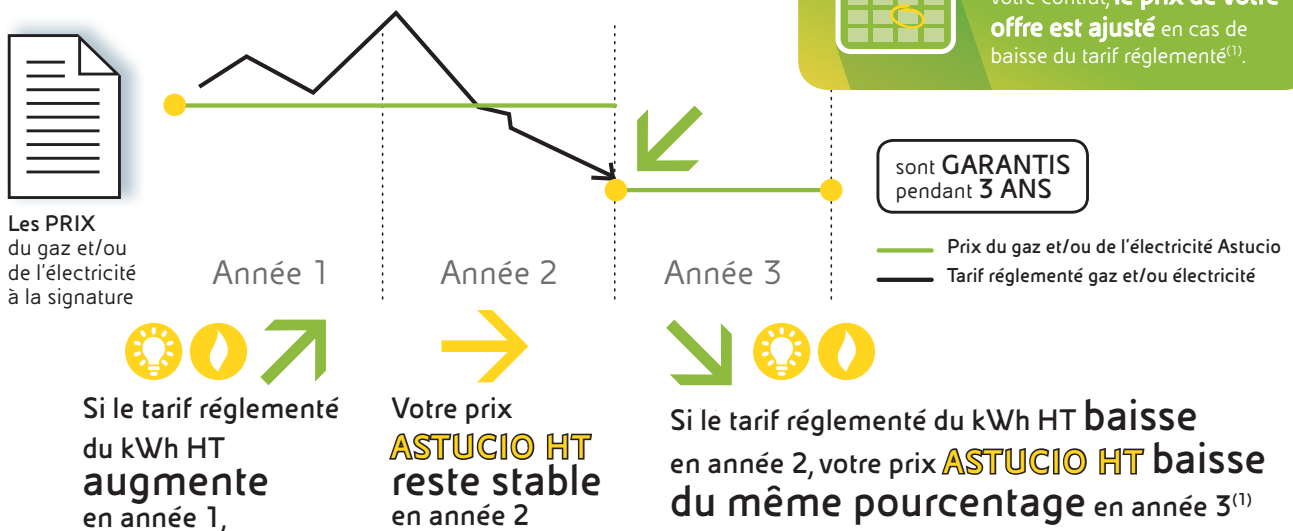 votre contrat, le prix de votre
offre est ajusté en cas de
baisse du tarif réglementé(1).
sont GARANTIS
pendant 3 ANS
Les PRIX
du gaz et/ou
de l'électricité
à la signature
Année 1
Année 2
Année 3
Prix du gaz et/ou de l'électricité Astucio
Tarif réglementé gaz et/ou électricité
Si le tarif réglementé
du kWh HT
augmente
en année 1,
Votre prix
ASTUCIO HT
reste stable
en année 2
Si le tarif réglementé du kWh HT baisse
en année 2, votre prix ASTUCIO HT baisse
du même pourcentage en année 3(1)